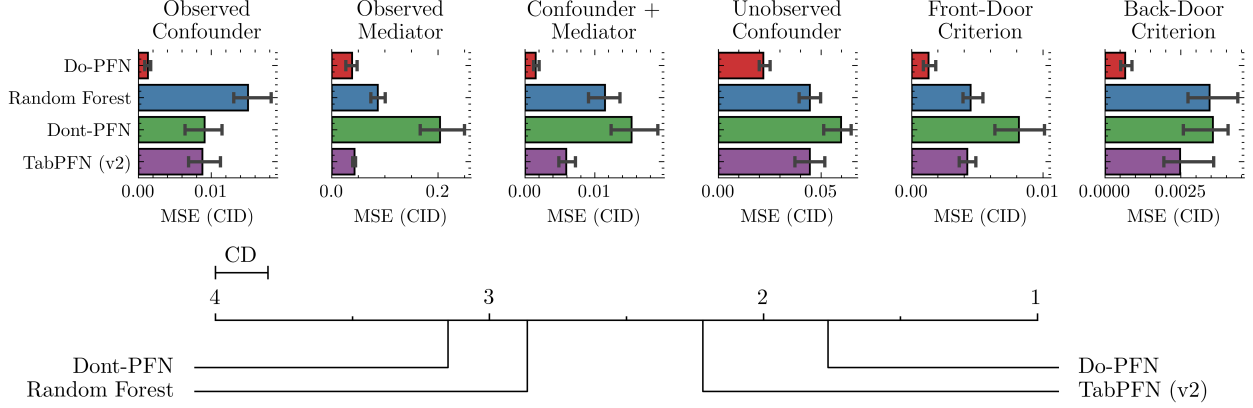 Observed
Confounder
Observed
Mediator
Confounder +
Mediator
Unobserved
Confounder
Front-Door
Criterion
Back-Door
Criterion
Do-PFN
Random Forest
Dont-PFN
TabPFN (v2)
0.00 0.01
0.0 0.2
0.00 0.01
0.00 0.05
0.00 0.01
0.0000 0.0025
MSE (CID) MSE (CID) MSE (CID) MSE (CID) MSE (CID) MSE (CID)
CD
4 3 2 1
Dont-PFN Do-PFN
Random Forest TabPFN (v2)